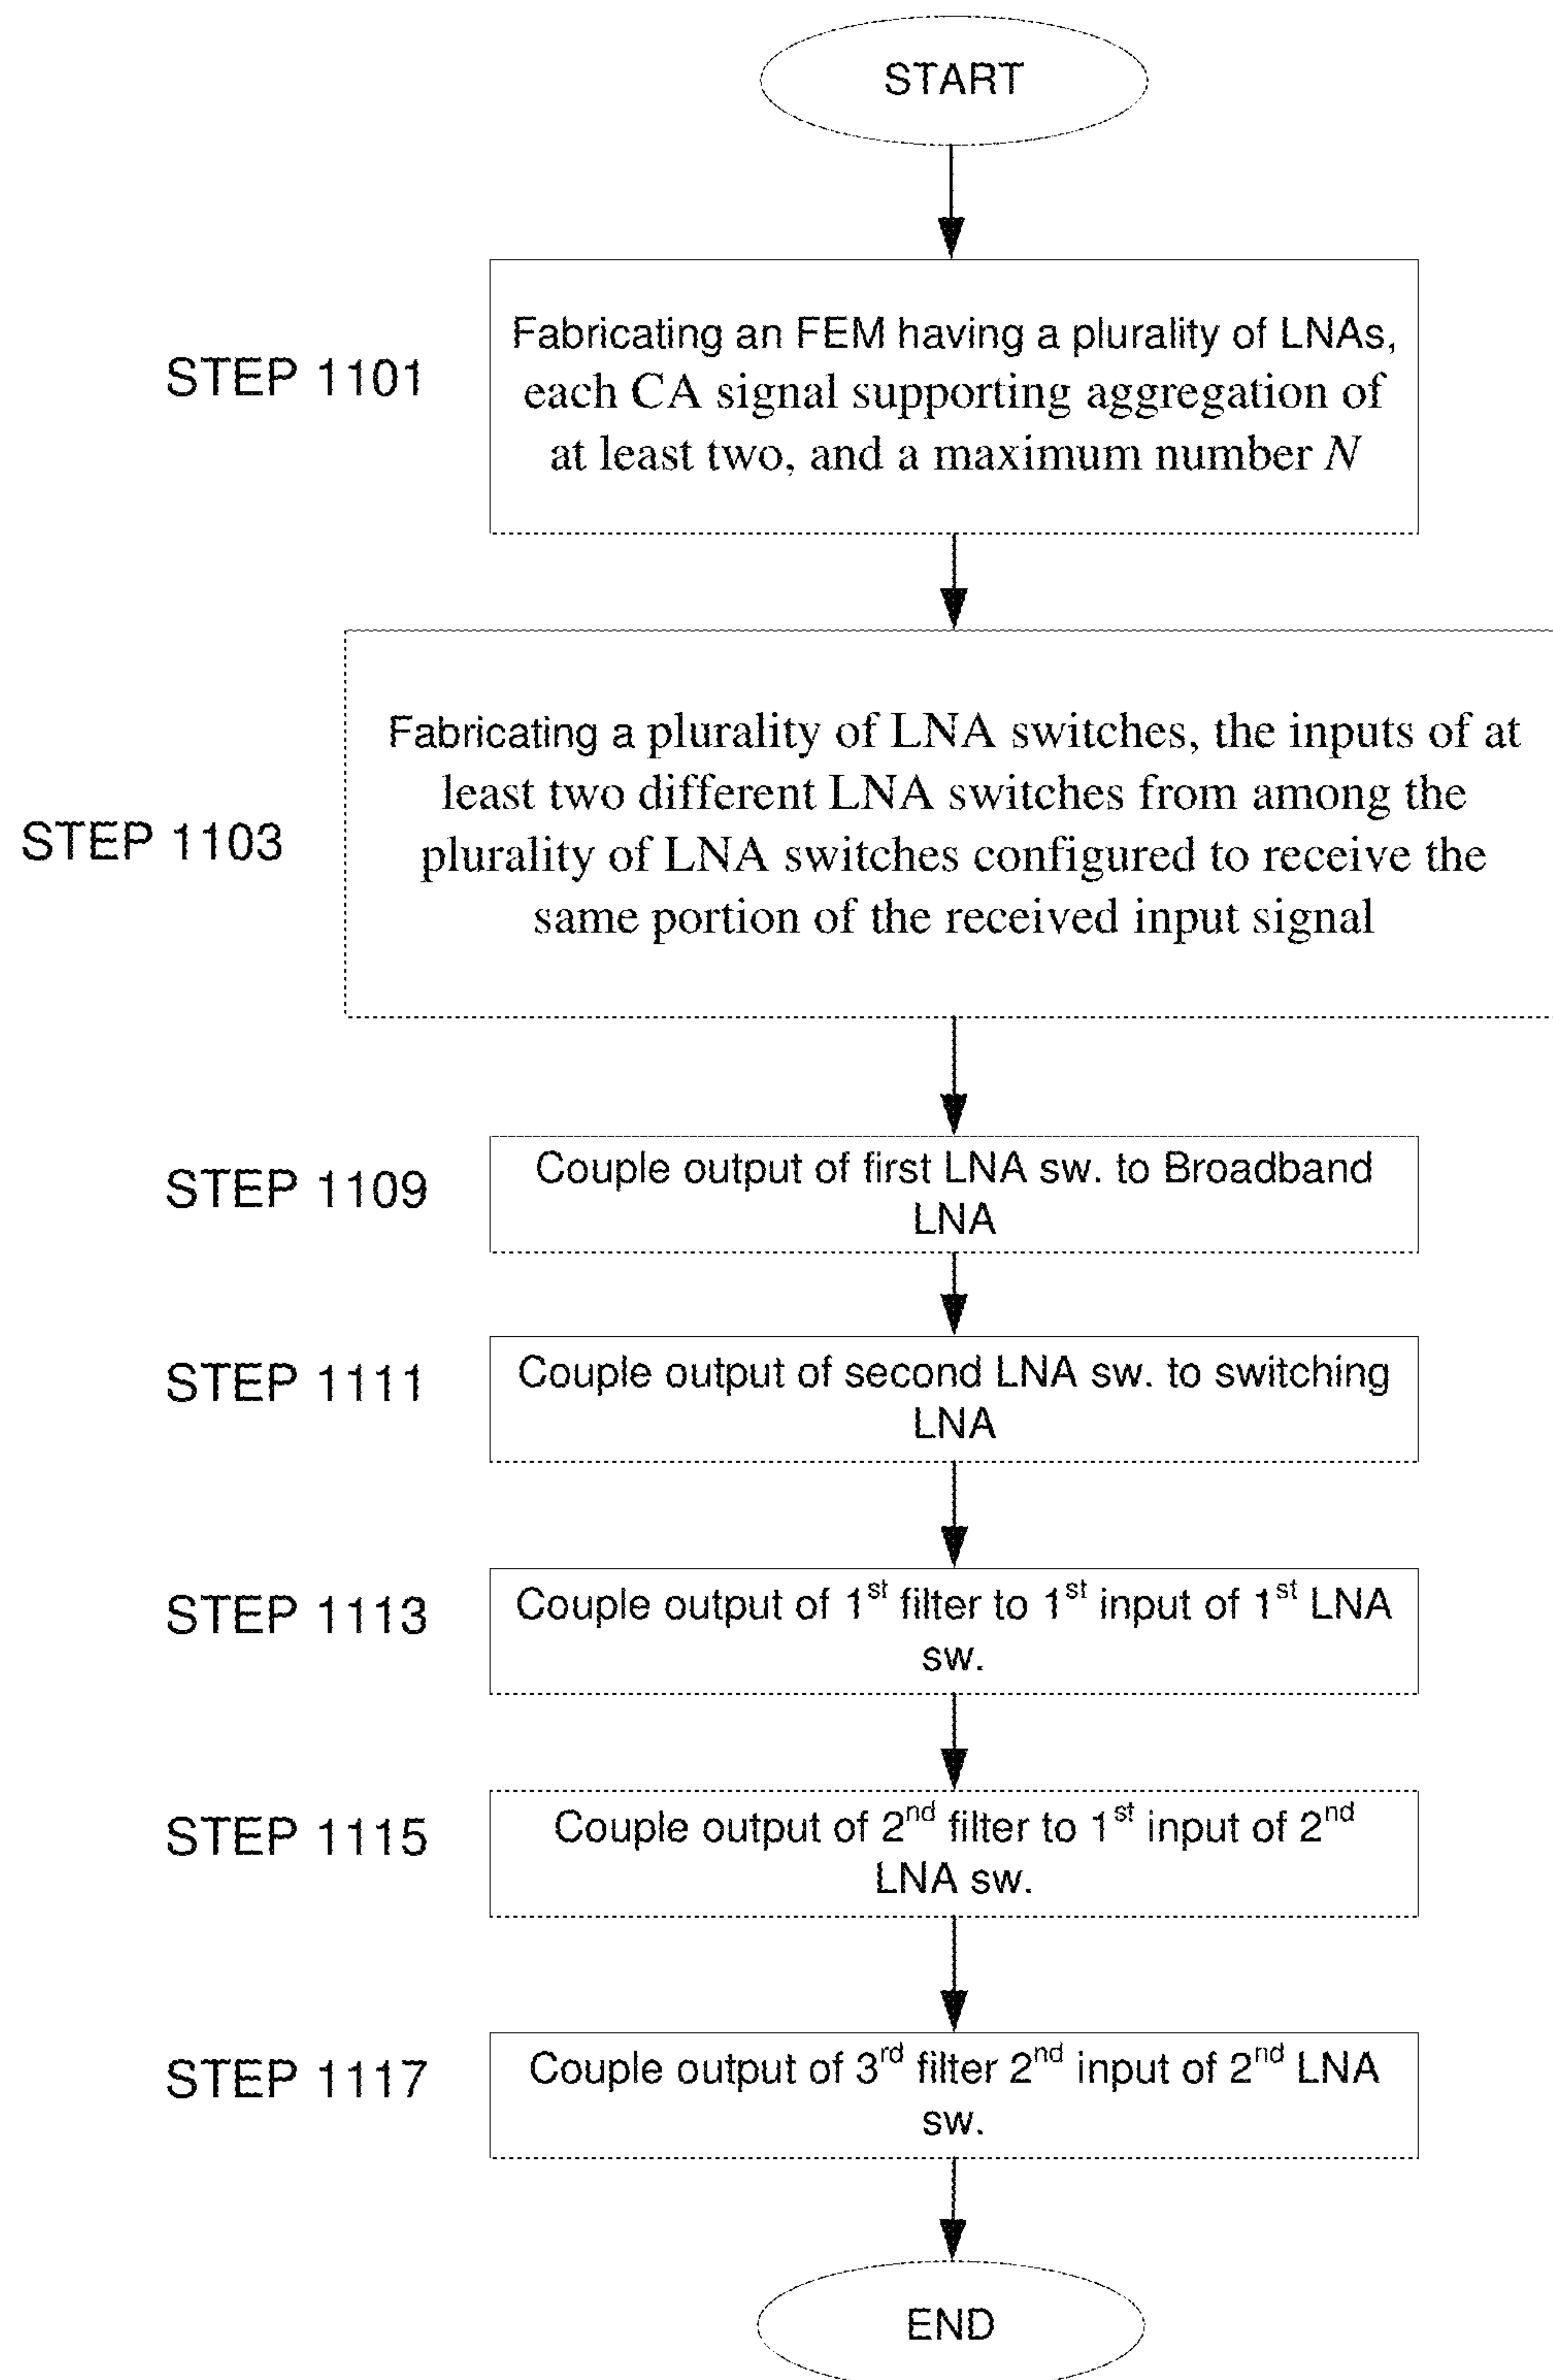 START
STEP 1101
Fabricating an FEM having a plurality of LNAs,
each CA signal supporting aggregation of
at least two, and a maximum number N
STEP 1103
Fabricating a plurality of LNA switches, the inputs of at
least two different LNA switches from among the
plurality of LNA switches configured to receive the
same portion of the received input signal
STEP 1109
Couple output of first LNA sw. to Broadband
LNA
STEP 1111
Couple output of second LNA sw. to switching
LNA
STEP 1113
Couple output of 1st filter to 1st input of 1st LNA
sw.
STEP 1115
Couple output of 2nd filter to 1st input of 2nd
LNA sw.
STEP 1117
Couple output of 3rd filter 2nd input of 2nd LNA
sw.
END